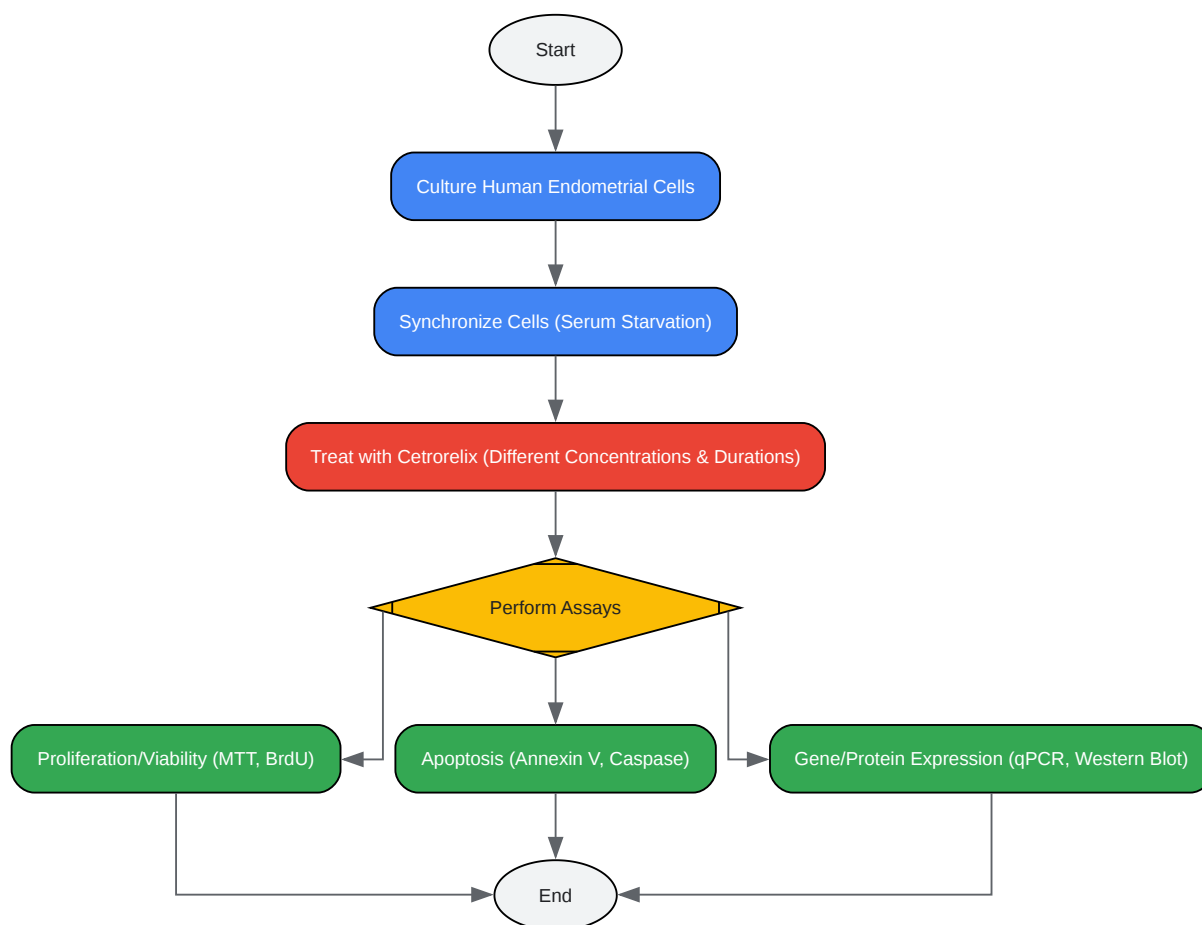 Start
Culture Human Endometrial Cells
Synchronize Cells (Serum Starvation)
Treat with Cetrorelix (Different Concentrations & Durations)
Perform Assays
Proliferation/Viability (MTT, BrdU)
Apoptosis (Annexin V, Caspase)
Gene/Protein Expression (qPCR, Western Blot)
End